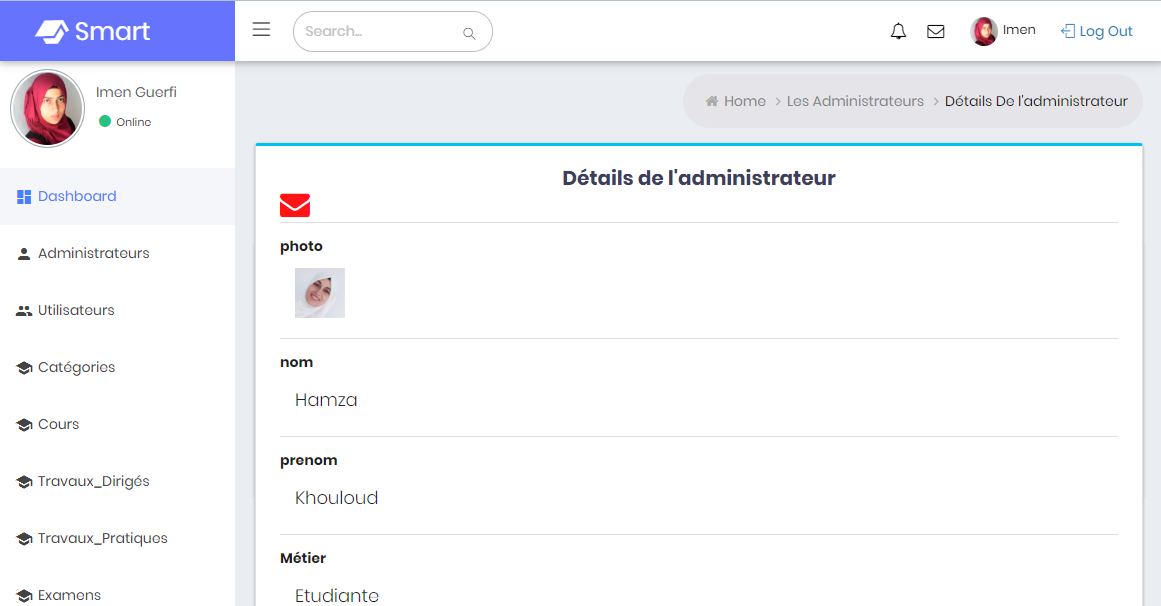 Smart
Search...
Imen
Log Out
Imen Guerfi
Online
Home > Les Administrateurs > Détails De l'administrateur
Dashboard
Administrateurs
Utilisateurs
Catégories
Cours
Travaux_Dirigés
Travaux_Pratiques
Examens
Détails de l'administrateur
photo
nom
Hamza
prenom
Khouloud
Métier
Etudiante